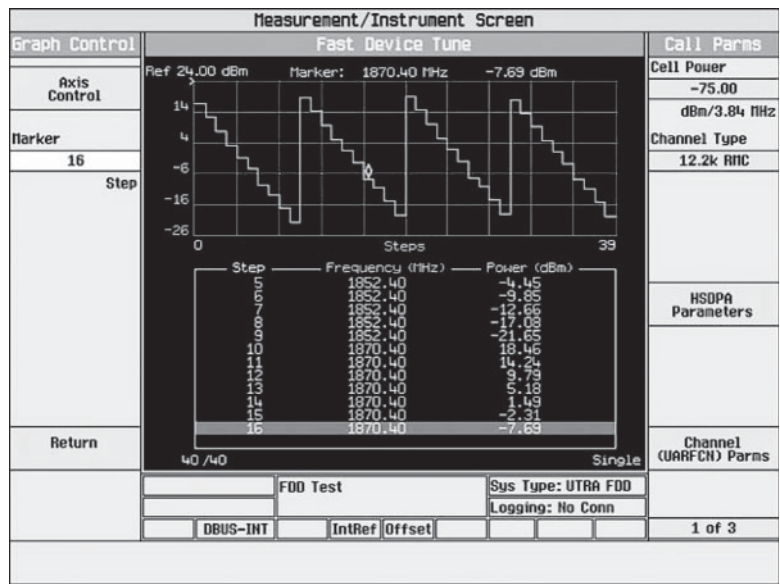 Measurement/Instrument Screen
Graph Control
Fast Device Tune
Call Parms
Axis
Control
Marker
16
Step
Return
Ref 24.00 dBm Marker: 1870.40 MHz -7.69 dBm
14
4
-6
-16
-26
0 Steps 39
Step Frequency (MHz) Power (dBm)
5 1852.40 -4.45
6 1852.40 -9.85
7 1852.40 -12.66
8 1852.40 -17.08
9 1852.40 -21.65
10 1870.40 18.46
11 1870.40 14.24
12 1870.40 9.79
13 1870.40 5.18
14 1870.40 1.49
15 1870.40 -2.31
16 1870.40 -7.69
40/40 Single
Cell Power
-75.00
dBm/3.84 MHz
Channel Type
12.2k RMC
HSDPA
Parameters
Channel
(UARFCN) Parms
1 of 3
FDD Test
Sys Type: UTRA FDD
Logging: No Conn
DBUS-INT IntRef Offset